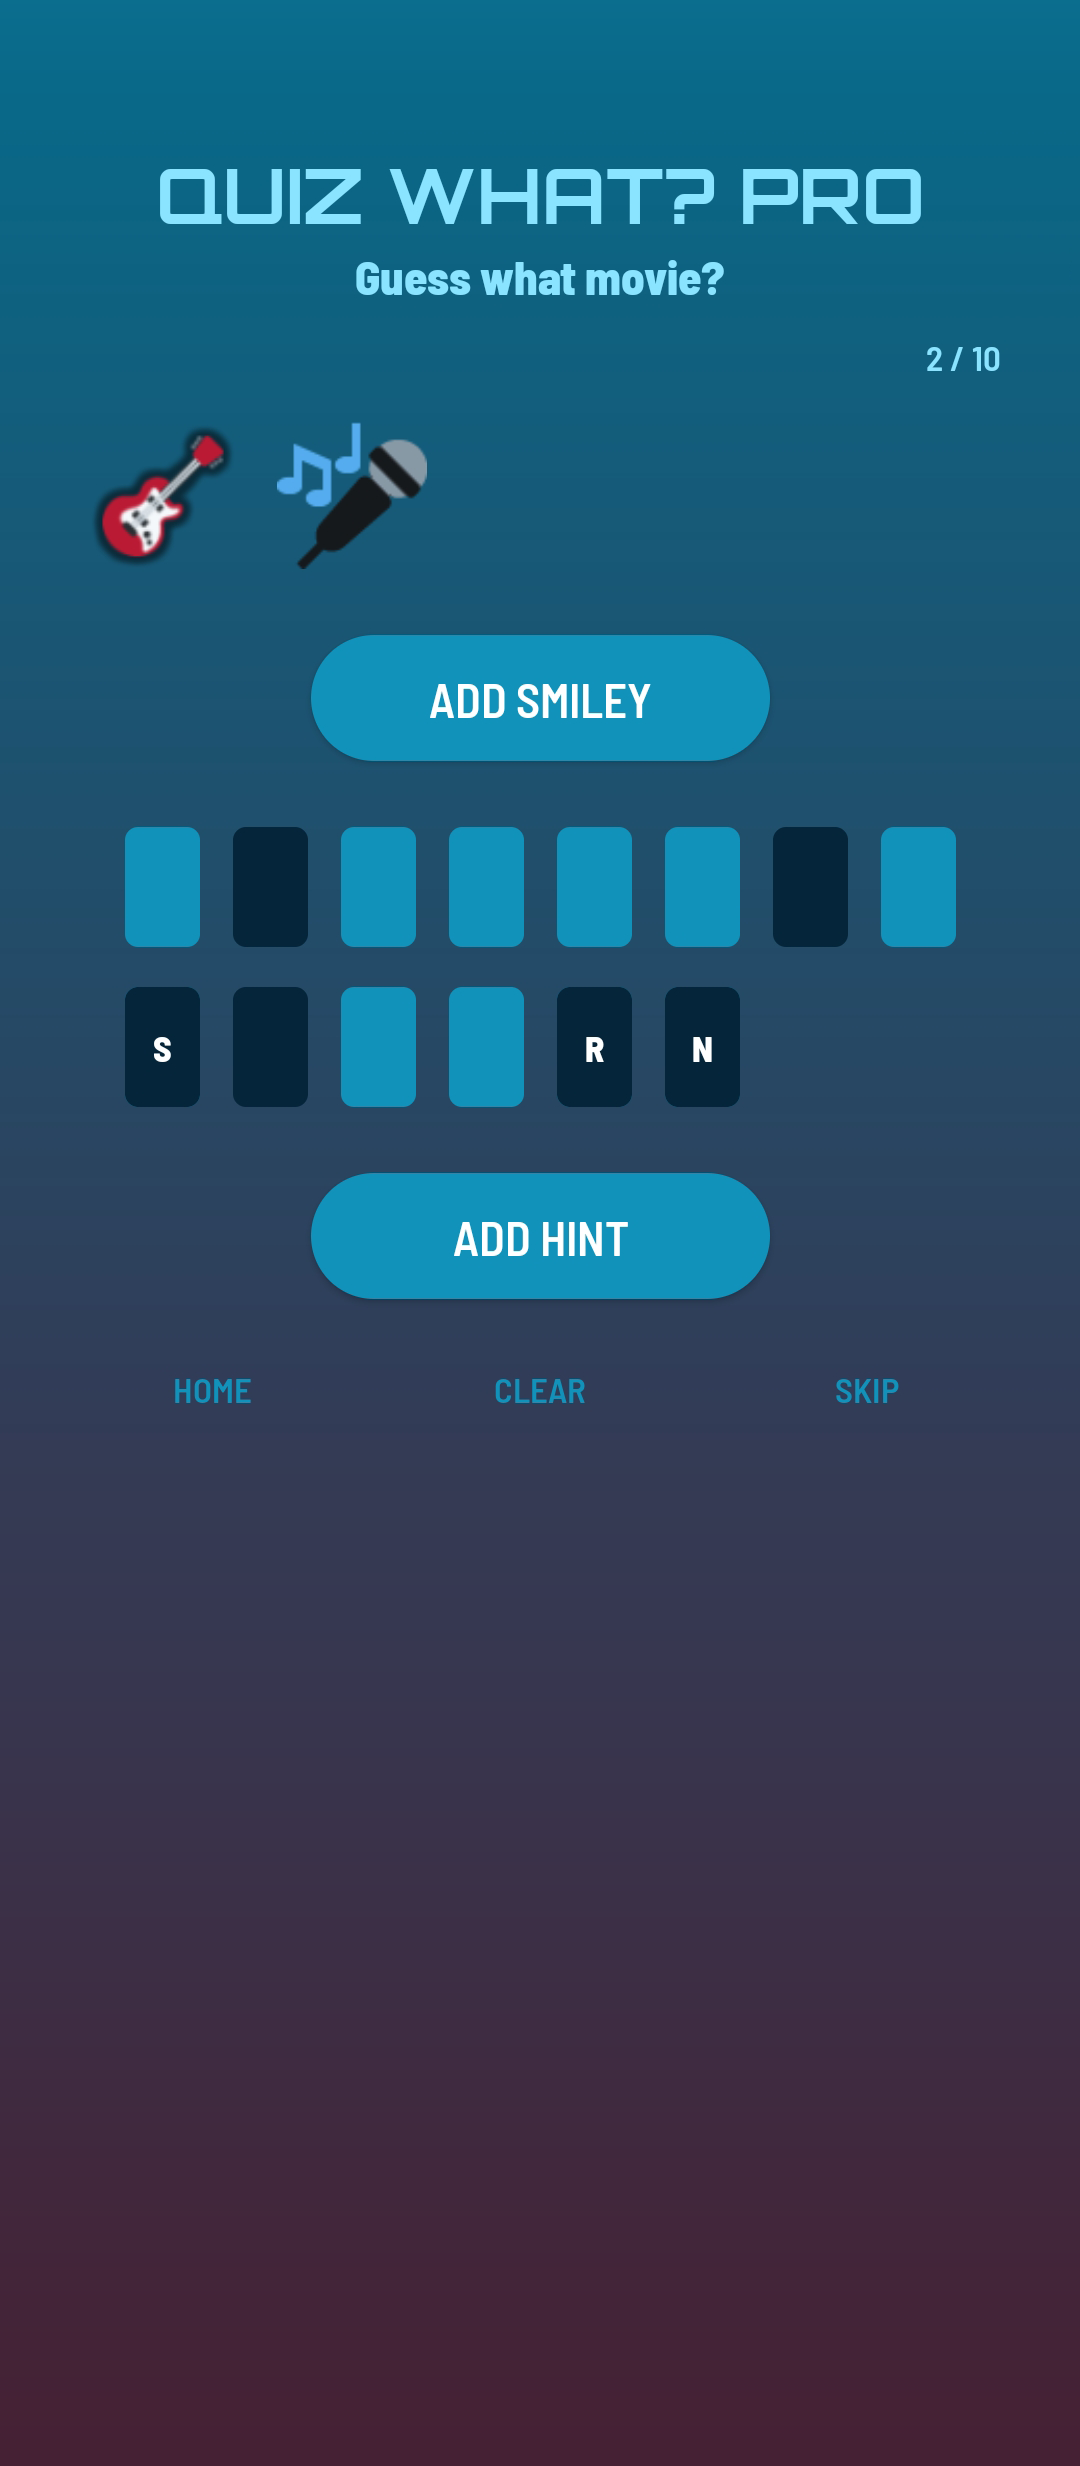 QUIZ WHAT? PRO
Guess what movie?
2 / 10
ADD SMILEY
S R N
ADD HINT
HOME CLEAR SKIP